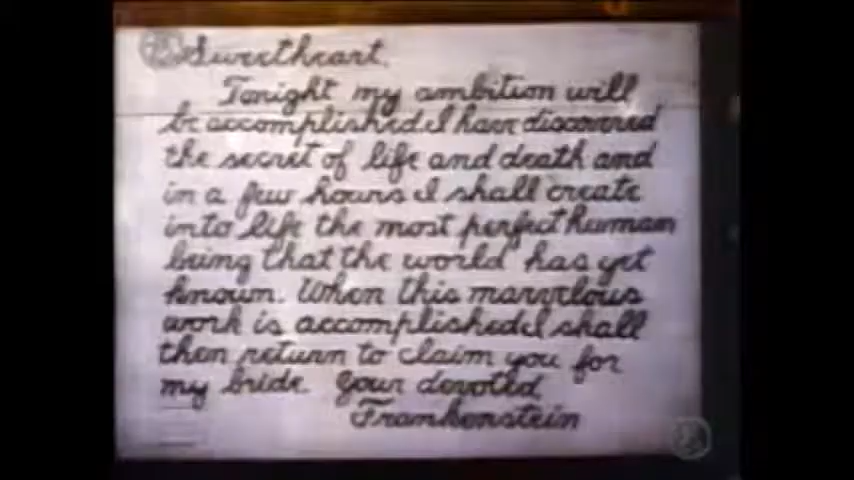 Sweetheart.
Tonight my ambition will
be accomplished. I have discovered
the secret of life and death and
in a few hours I shall create
into life the most perfect human
being that the world has yet
known. When this marvelous
work is accomplished I shall
then return to claim you for
my bride. Your devoted
Frankenstein